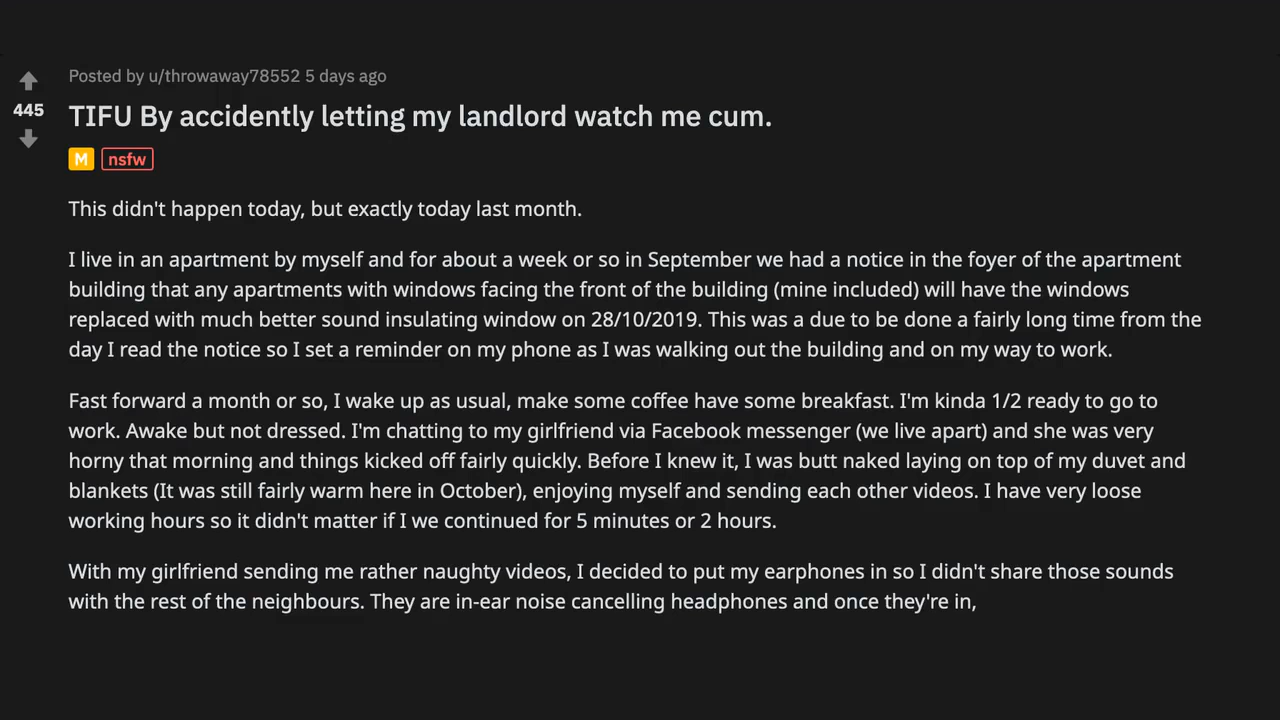 Posted by u/throwaway78552 5 days ago
445
TIFU By accidently letting my landlord watch me cum.
M nsfw
This didn't happen today, but exactly today last month.
I live in an apartment by myself and for about a week or so in September we had a notice in the foyer of the apartment
building that any apartments with windows facing the front of the building (mine included) will have the windows
replaced with much better sound insulating window on 28/10/2019. This was a due to be done a fairly long time from the
day I read the notice so I set a reminder on my phone as I was walking out the building and on my way to work.
Fast forward a month or so, I wake up as usual, make some coffee have some breakfast. I'm kinda 1/2 ready to go to
work. Awake but not dressed. I'm chatting to my girlfriend via Facebook messenger (we live apart) and she was very
horny that morning and things kicked off fairly quickly. Before I knew it, I was butt naked laying on top of my duvet and
blankets (It was still fairly warm here in October), enjoying myself and sending each other videos. I have very loose
working hours so it didn't matter if I we continued for 5 minutes or 2 hours.
With my girlfriend sending me rather naughty videos, I decided to put my earphones in so I didn't share those sounds
with the rest of the neighbours. They are in-ear noise cancelling headphones and once they're in,